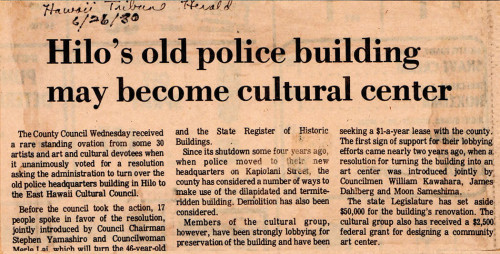 Hawaii Tribune Herald
6/26/80
Hilo's old police building
may become cultural center
The County Council Wednesday received
a rare standing ovation from some 30
artists and art and cultural devotees when
it unanimously voted for a resolution
asking the administration to turn over the
old police headquarters building in Hilo to
the East Hawaii Cultural Council.
Before the council took the action, 17
people spoke in favor of the resolution,
jointly introduced by Council Chairman
Stephen Yamashiro and Councilwoman
Merle Lai, which will turn the 46-year-old
and the State Register of Historic
Buildings.
Since its shutdown some four years ago,
when police moved to their new
headquarters on Kapiolani Street, the
county has considered a number of ways to
make use of the dilapidated and termite-
ridden building. Demolition has also been
considered.
Members of the cultural group,
however, have been strongly lobbying for
preservation of the building and have been
seeking a $1-a-year lease with the county.
The first sign of support for their lobbying
efforts came nearly two years ago, when a
resolution for turning the building into an
art center was introduced jointly by
Councilmen William Kawahara, James
Dahlberg and Moon Sameshima.
The state Legislature has set aside
$50,000 for the building's renovation. The
cultural group also has received a $2,500
federal grant for designing a community
art center.